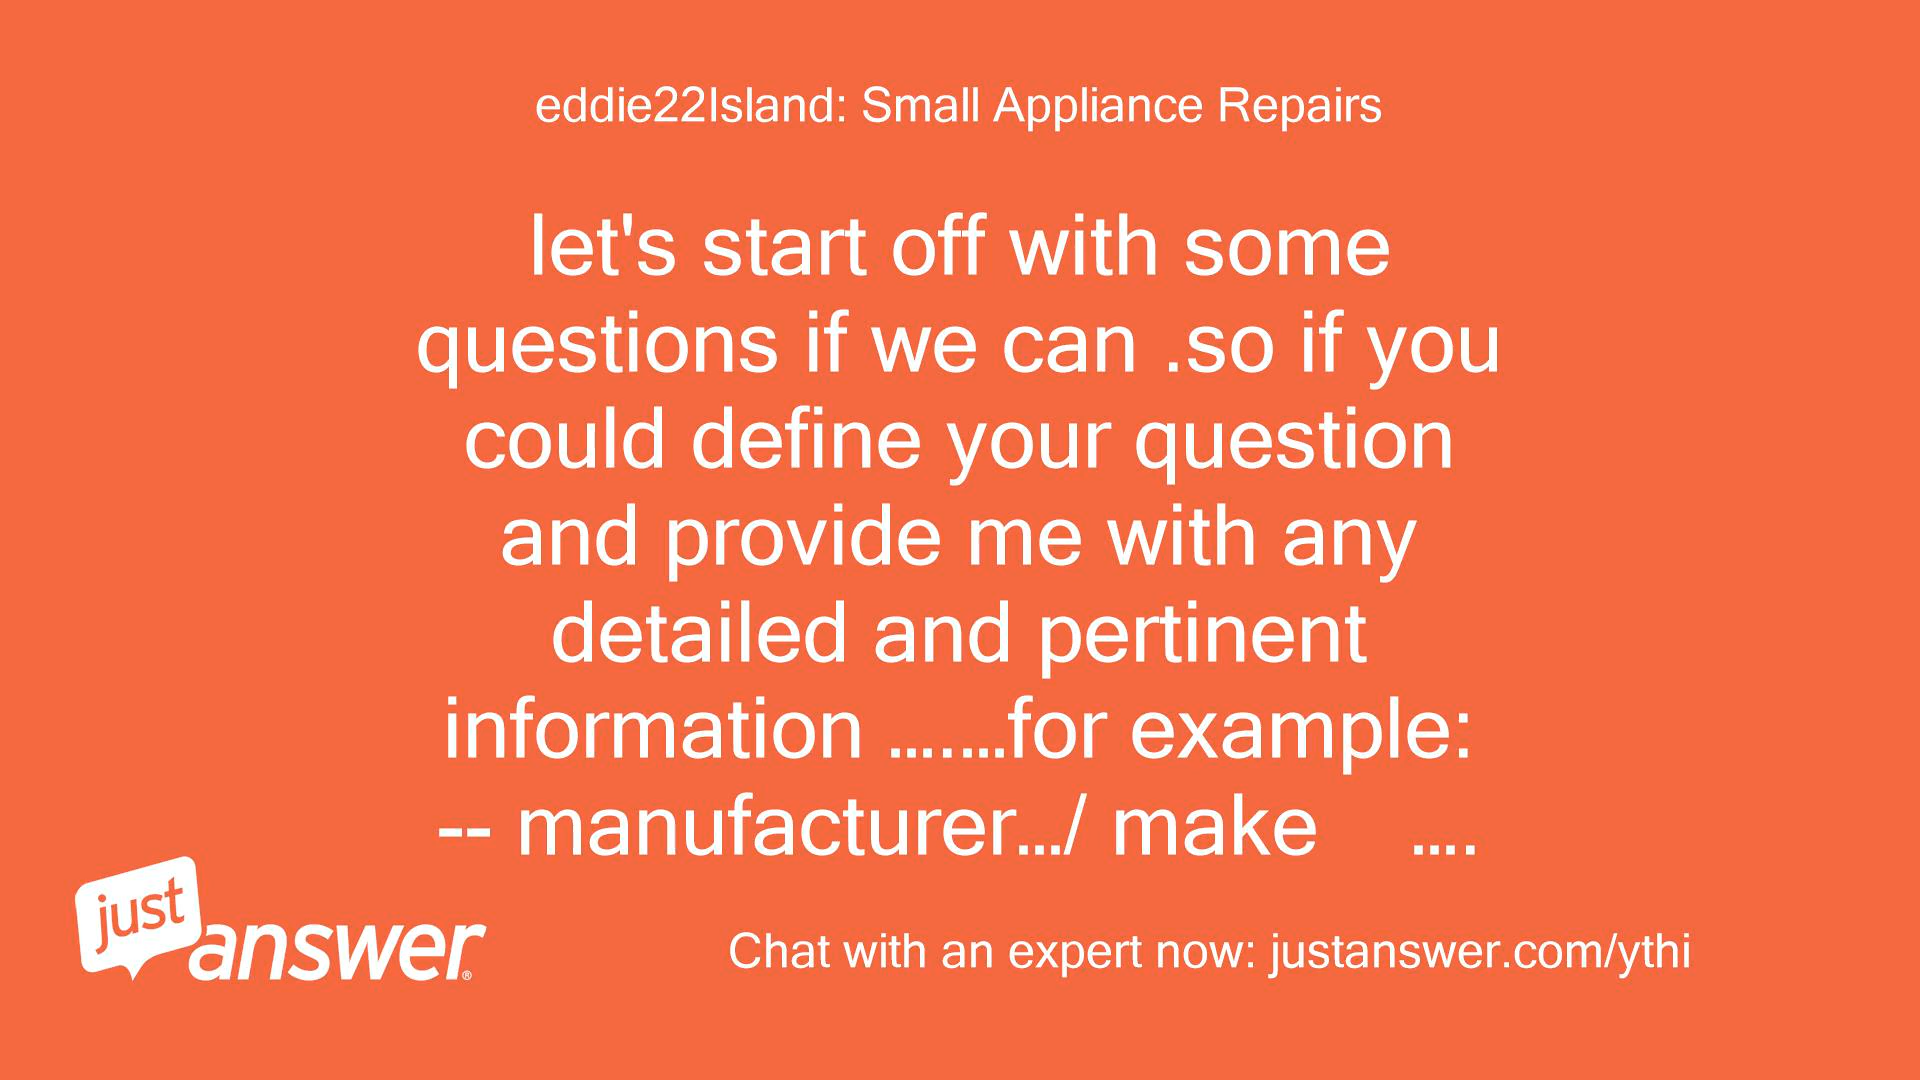 eddie22Island: Small Appliance Repairs
let's start off with some
questions if we can .so if you
could define your question
and provide me with any
detailed and pertinent
information …....for example:
-- manufacturer.../ make    ….
just
answer®
Chat with an expert now: justanswer.com/ythi